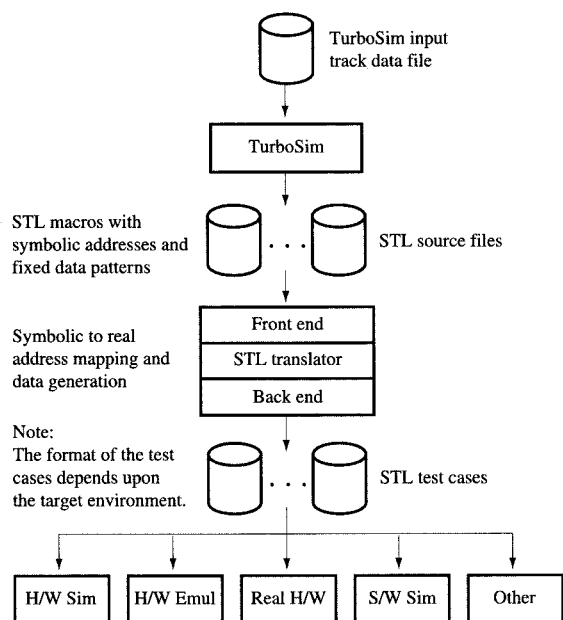 TurboSim input
track data file
TurboSim
STL macros with
symbolic addresses and
fixed data patterns
. . .
STL source files
Symbolic to real
address mapping and
data generation
Front end
STL translator
Back end
Note:
The format of the test
cases depends upon
the target environment.
. . .
STL test cases
H/W Sim
H/W Emul
Real H/W
S/W Sim
Other